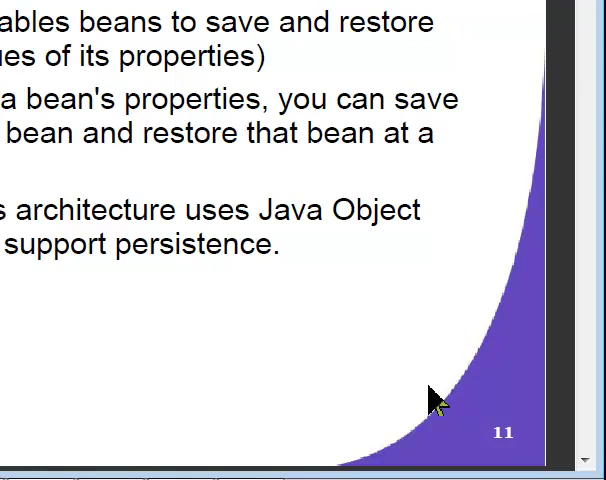 ables beans to save and restore
ues of its properties)
a bean's properties, you can save
bean and restore that bean at a
s architecture uses Java Object
support persistence.
11